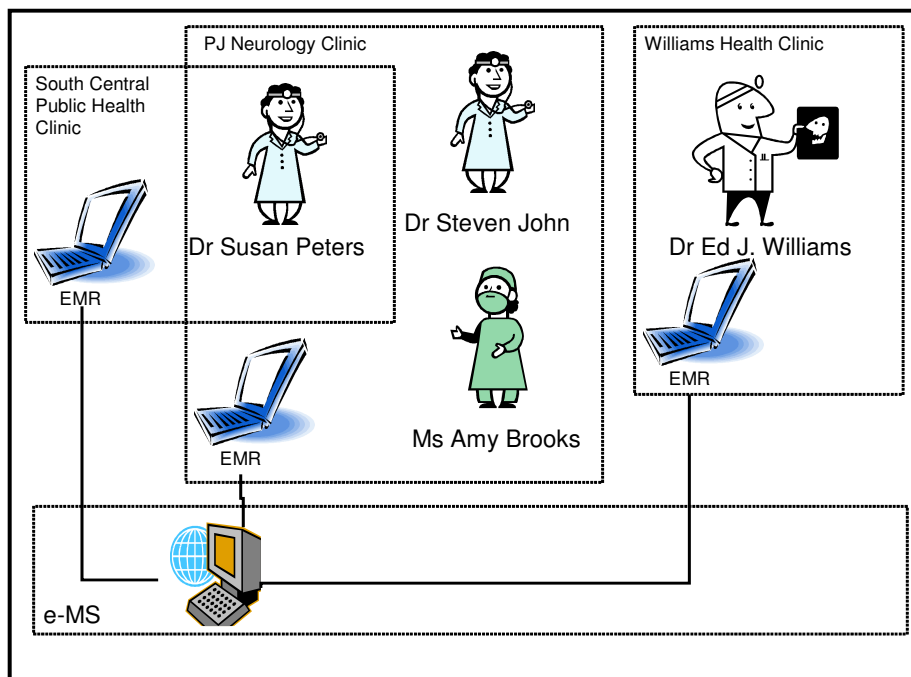 PJ Neurology Clinic
Williams Health Clinic
South Central
Public Health
Clinic
Dr Steven John
Dr Susan Peters
Dr Ed J. Williams
EMR
EMR
Ms Amy Brooks
EMR
e-MS